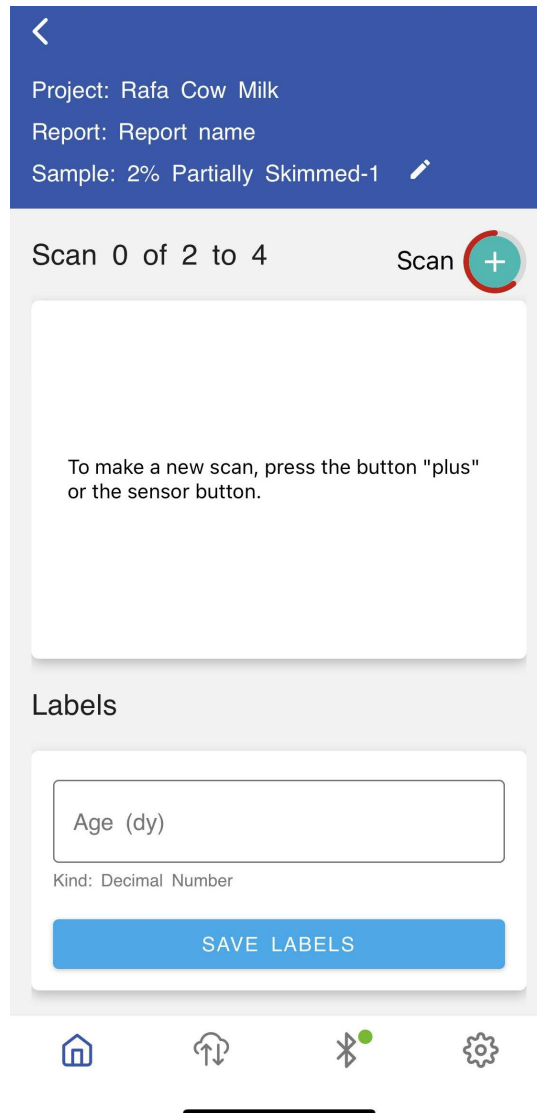 Project: Rafa Cow Milk
Report: Report name
Sample: 2% Partially Skimmed-1
Scan 0 of 2 to 4
Scan
To make a new scan, press the button "plus"
or the sensor button.
Labels
Age (dy)
Kind: Decimal Number
SAVE LABELS